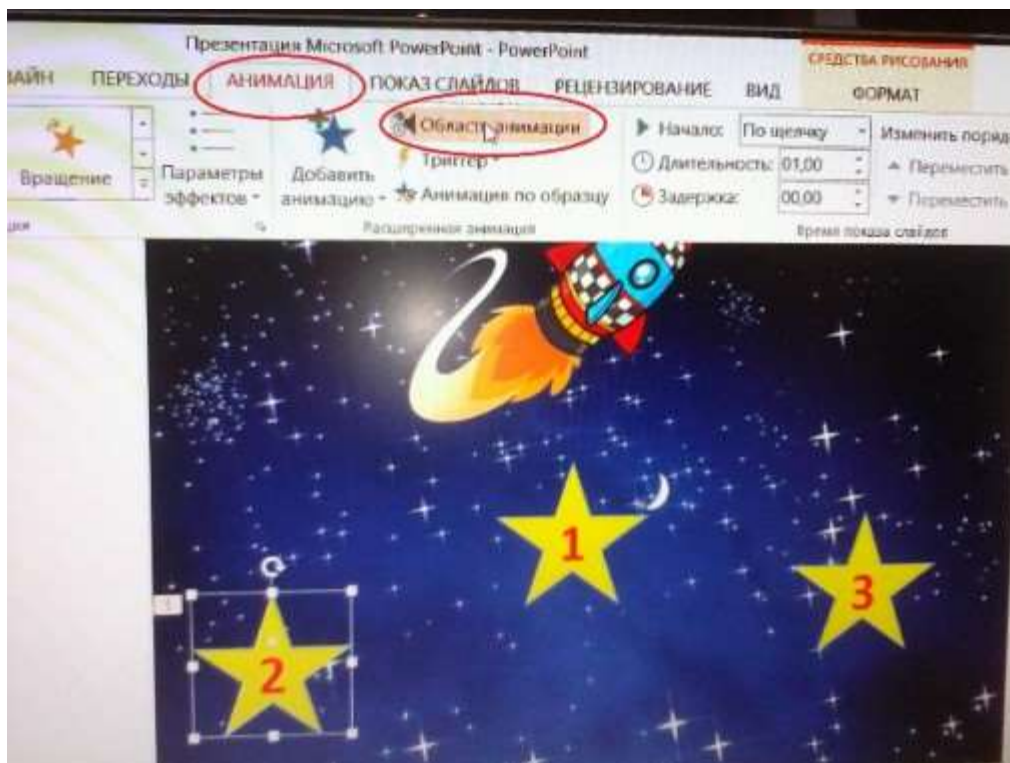 Презентация Microsoft PowerPoint - PowerPoint
СРЕДСТВА РИСОВАНИЯ
ЗАЙН ПЕРЕХОДЫ АНИМАЦИЯ ПОКАЗ СЛАЙДОВ РЕЦЕНЗИРОВАНИЕ ВИД ФОРМАТ
Вращение
Параметры
эффектов
Добавить
анимацию
Область анимации
Триггер
Анимация по образцу
Расширенная анимация
Начало: По щелчку
Длительность: 01,00
Задержка: 00,00
Изменить поряд
Переместить
Переместить
Время показа слайдов
1
3
1
2